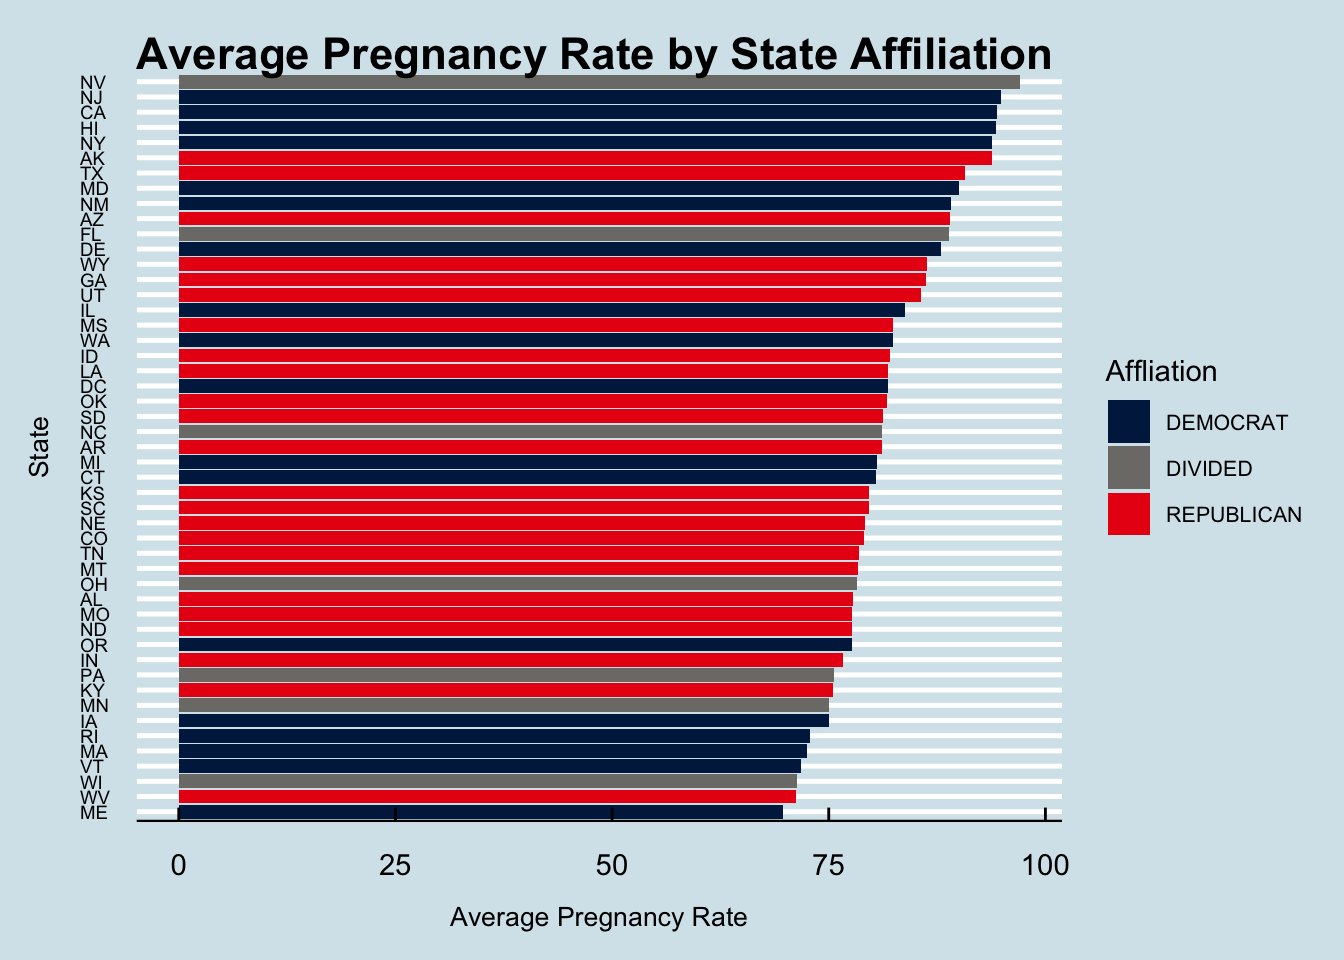 Average Pregnancy Rate by State Affiliation
NV
NJ
CA
HI
NY
AK
TX
MD
NM
AZ
FL
DE
WY
GA
UT
IL
MS
WA
ID
LA
DC
OK
SD
NC
AR
MI
CT
KS
SC
NE
CO
TN
MT
OH
AL
MO
ND
OR
IN
PA
KY
MN
IA
RI
MA
VT
WI
WV
ME
State
0 25 50 75 100
Average Pregnancy Rate
Affliation
DEMOCRAT
DIVIDED
REPUBLICAN